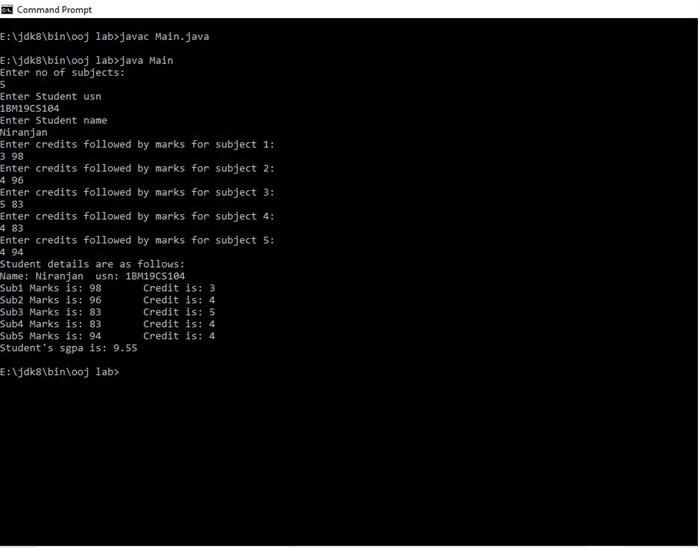 Command Prompt
E:\jdk8\bin\ooj lab>javac Main.java
E:\jdk8\bin\ooj lab>java Main
Enter no of subjects:
5
Enter Student usn
1BM19CS104
Enter Student name
Niranjan
Enter credits followed by marks for subject 1:
3 98
Enter credits followed by marks for subject 2:
4 96
Enter credits followed by marks for subject 3:
5 83
Enter credits followed by marks for subject 4:
4 83
Enter credits followed by marks for subject 5:
4 94
Student details are as follows:
Name: Niranjan  usn: 1BM19CS104
Sub1 Marks is: 98       Credit is: 3
Sub2 Marks is: 96       Credit is: 4
Sub3 Marks is: 83       Credit is: 5
Sub4 Marks is: 83       Credit is: 4
Sub5 Marks is: 94       Credit is: 4
Student's sgpa is: 9.55
E:\jdk8\bin\ooj lab>